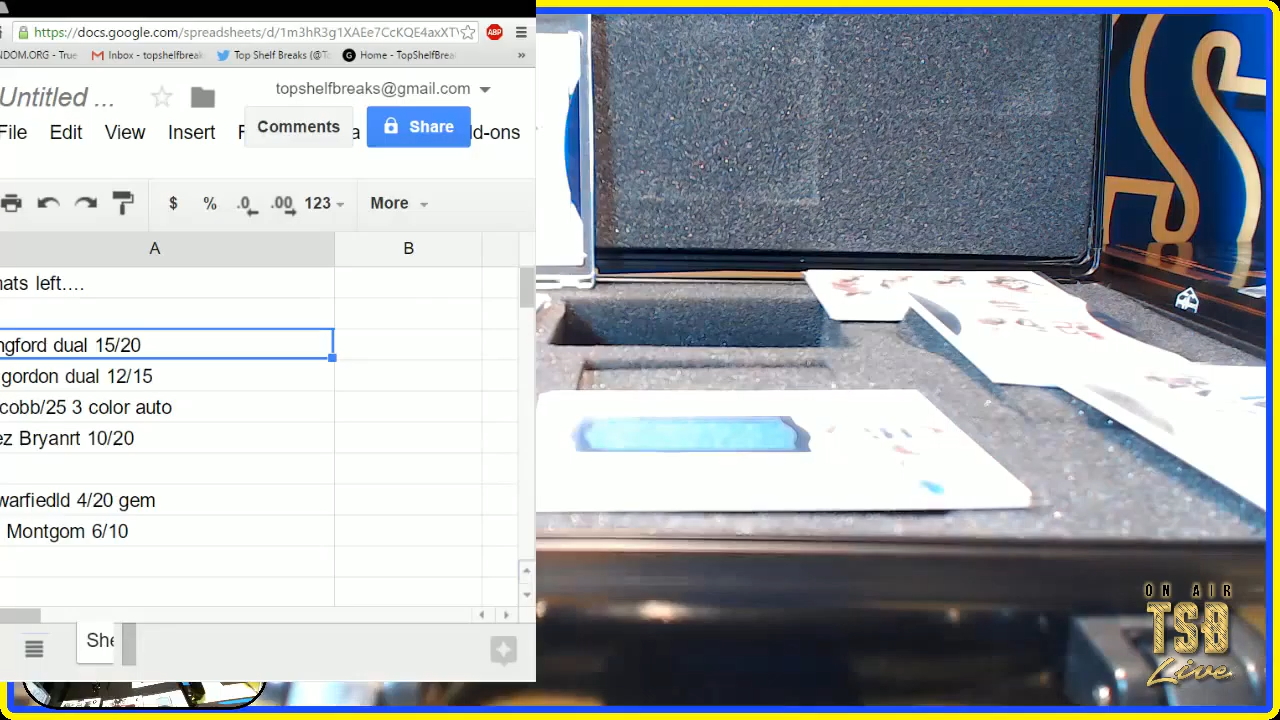 https://docs.google.com/spreadsheets/d/1m3hR3g1XAEe7CcKQE4axXT
ABP
NDOM.ORG - True
Inbox - topshelfbreak
Top Shelf Breaks (@To
Home - TopShelfBrea
»
Untitled ...
topshelfbreaks@gmail.com
File Edit View Insert
Comments
Share
dd-ons
$ % .0 .00 123
More
A B
hats left....
ngford dual 15/20
gordon dual 12/15
cobb/25 3 color auto
ez Bryanrt 10/20
warfiedld 4/20 gem
Montgom 6/10
She
ON AIR
TSB
Live